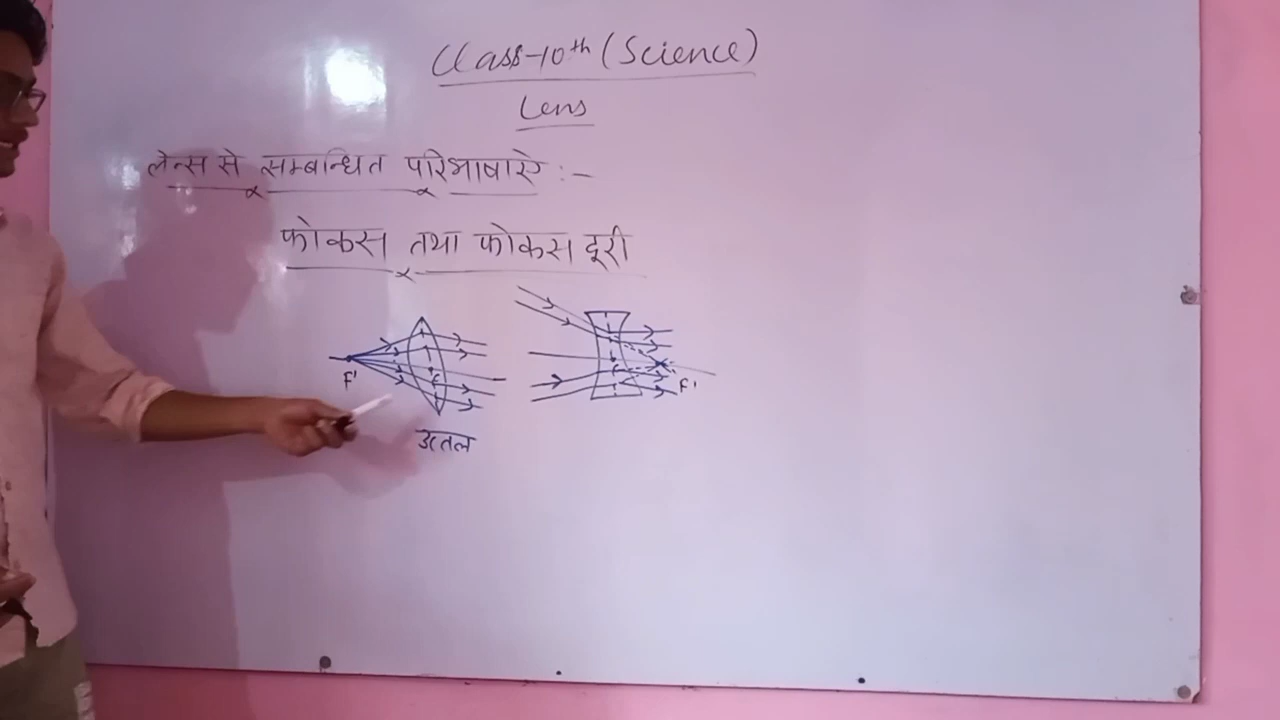 Class-10th (Science)
Lens
लेन्स से सम्बन्धित परिभाषाऐ :-
फोकस तथा फोकस दूरी
F'
F'
उत्तल